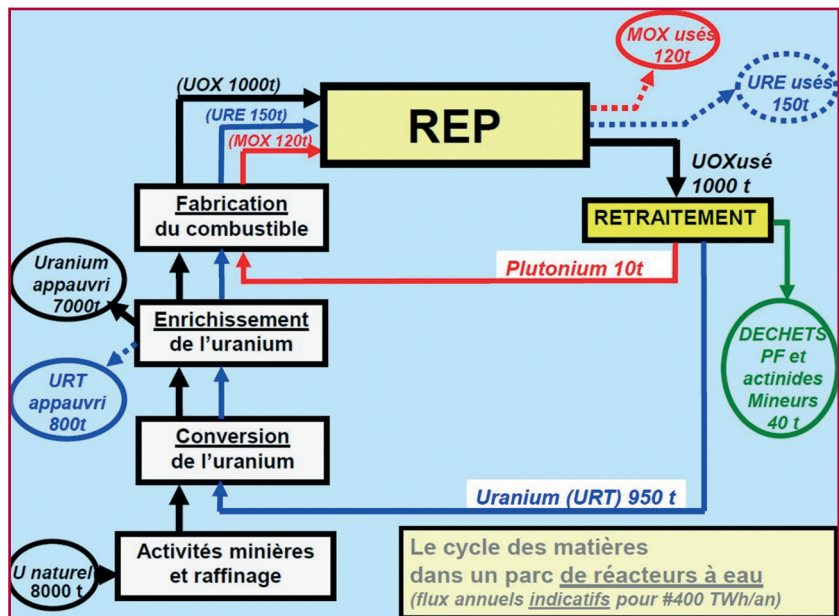 MOX usés
120t
URE usés
150t
(UOX 1000t)
(URE 150t)
(MOX 120t)
REP
UOXusé
1000 t
Fabrication
du combustible
RETRAITEMENT
Uranium
appauvri
7000t
Plutonium 10t
Enrichissement
de l'uranium
URT
appauvri
800t
DECHETS
PF et
actinides
Mineurs
40 t
Conversion
de l'uranium
Uranium (URT) 950 t
U naturel
8000 t
Activités minières
et raffinage
Le cycle des matières
dans un parc de réacteurs à eau
(flux annuels indicatifs pour #400 TWh/an)